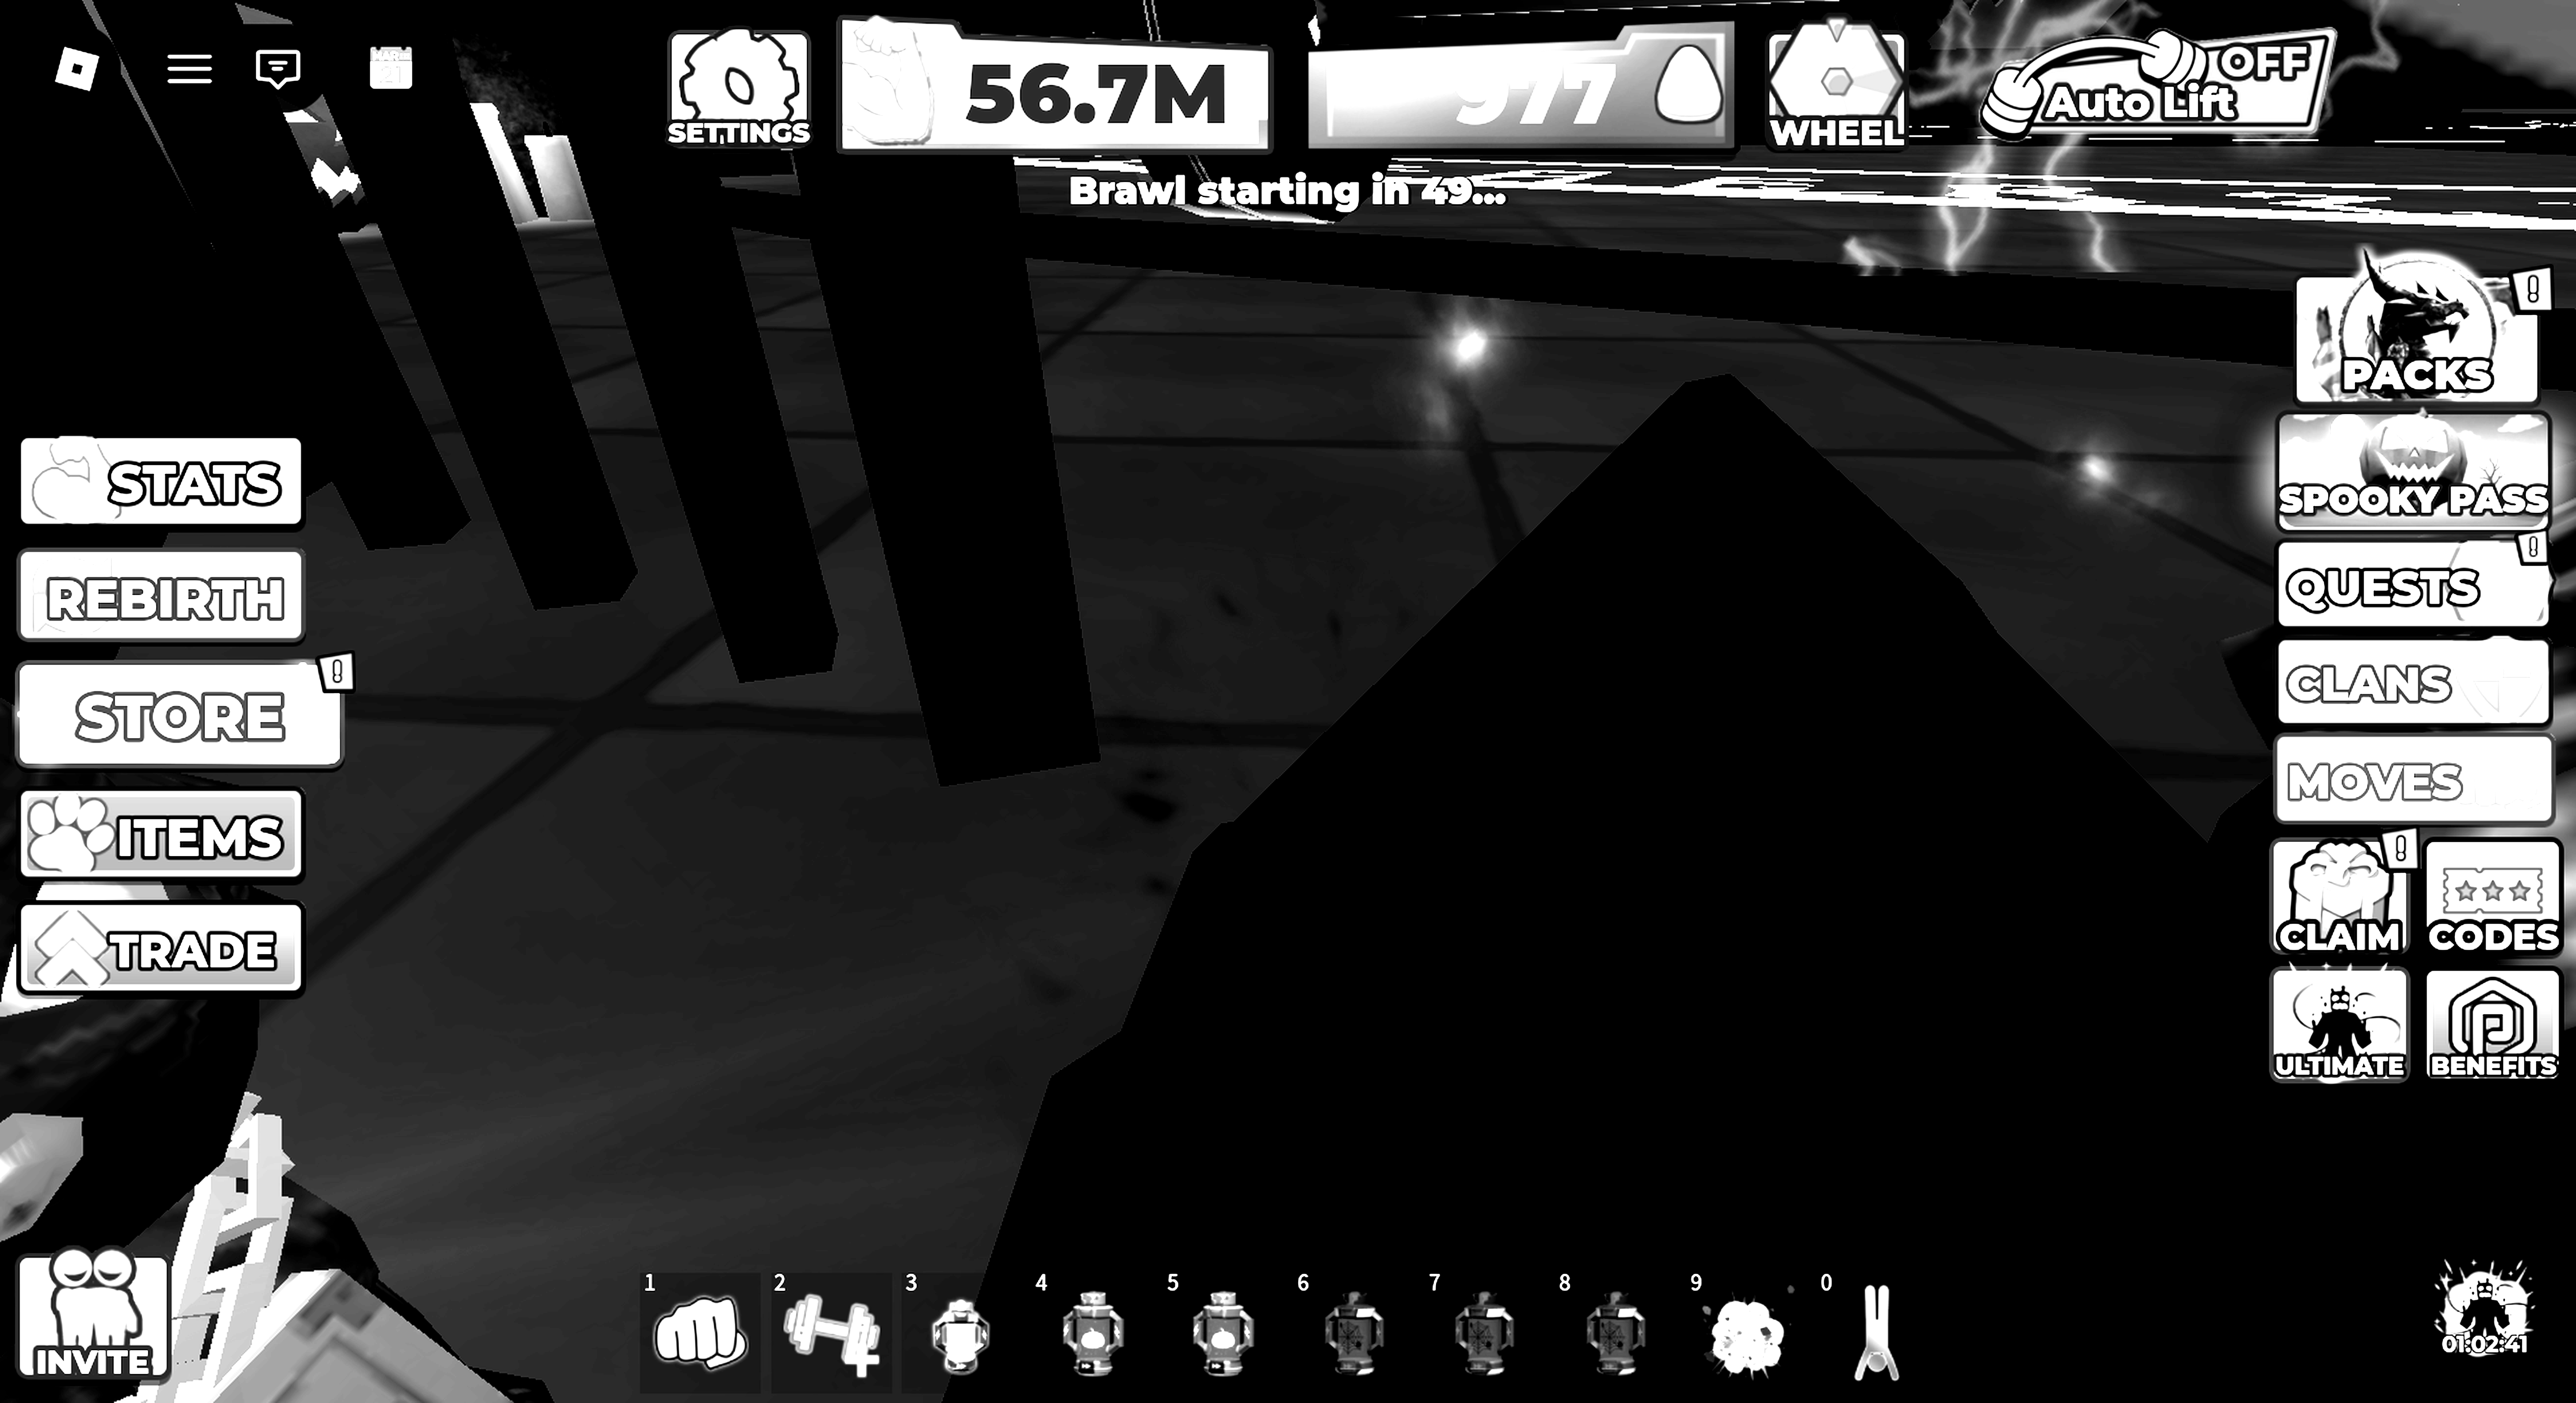 SETTINGS
56.7M
977
WHEEL
OFF
Auto Lift
Brawl starting in 49...
PACKS
STATS
SPOOKY PASS
REBIRTH
QUESTS
STORE
CLANS
MOVES
ITEMS
CLAIM
CODES
TRADE
ULTIMATE
BENEFITS
INVITE
1
2
3
4
5
6
7
8
9
0
01:02:41